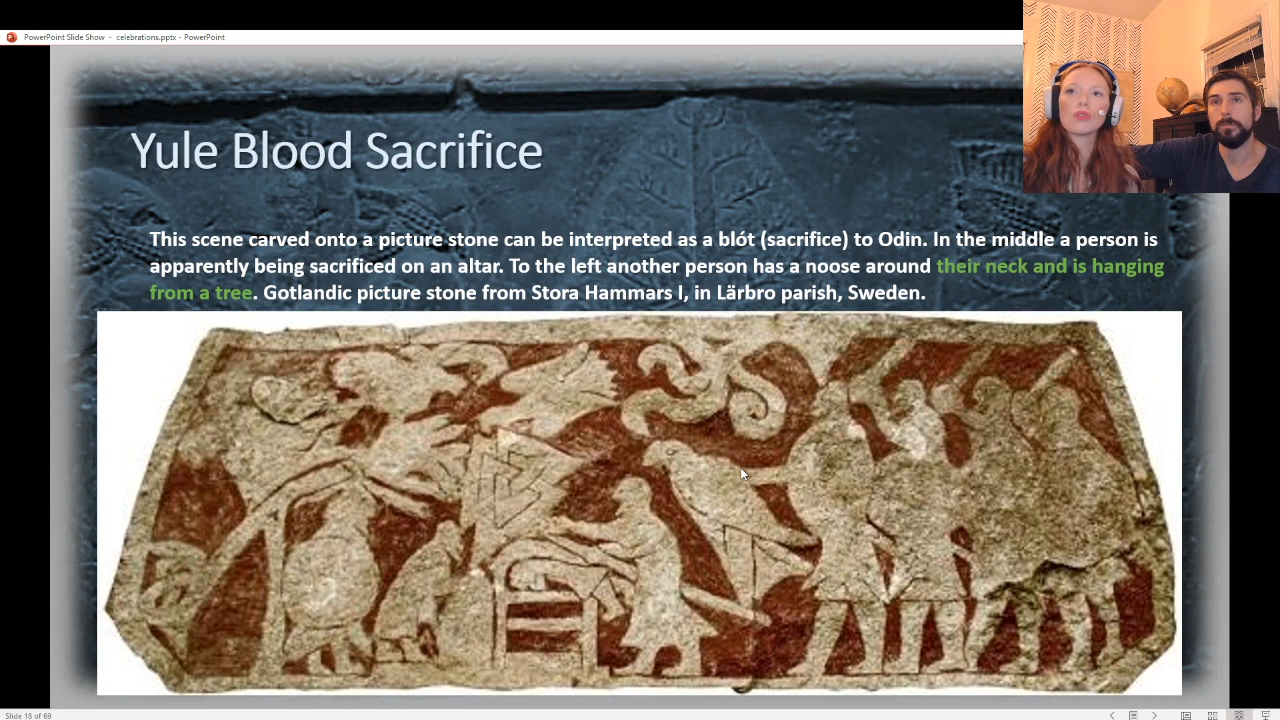 PowerPoint Slide Show - celebrations.pptx - PowerPoint
Yule Blood Sacrifice
This scene carved onto a picture stone can be interpreted as a blót (sacrifice) to Odin. In the middle a person is
apparently being sacrificed on an altar. To the left another person has a noose around their neck and is hanging
from a tree. Gotlandic picture stone from Stora Hammars I, in Lärbro parish, Sweden.
Slide 18 of 69